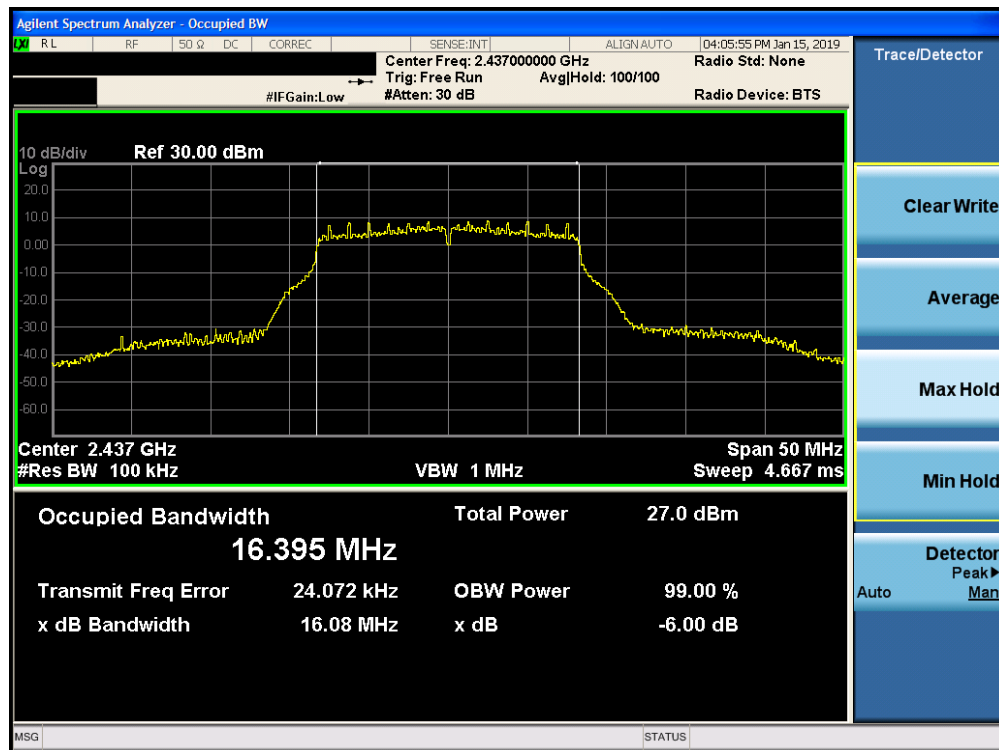 Agilent Spectrum Analyzer - Occupied BW
LXI RL RF 50 Ω DC CORREC SENSE:INT ALIGN AUTO 04:05:55 PM Jan 15, 2019
Center Freq: 2.437000000 GHz Radio Std: None
Trig: Free Run Avg|Hold: 100/100
#IFGain:Low #Atten: 30 dB Radio Device: BTS
10 dB/div Ref 30.00 dBm
Log
20.0
10.0
0.00
-10.0
-20.0
-30.0
-40.0
-50.0
-60.0
Center 2.437 GHz Span 50 MHz
#Res BW 100 kHz VBW 1 MHz Sweep 4.667 ms
Occupied Bandwidth Total Power 27.0 dBm
16.395 MHz
Transmit Freq Error 24.072 kHz OBW Power 99.00 %
x dB Bandwidth 16.08 MHz x dB -6.00 dB
MSG STATUS
Trace/Detector
Clear Write
Average
Max Hold
Min Hold
Detector
Peak▶
Auto Man